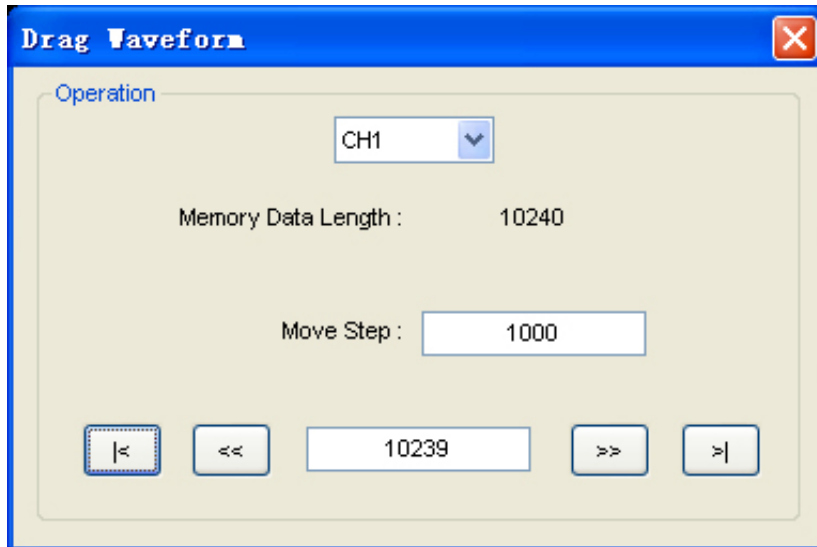 Drag Waveform
Operation
CH1
Memory Data Length : 10240
Move Step : 1000
|< << 10239 >> >|